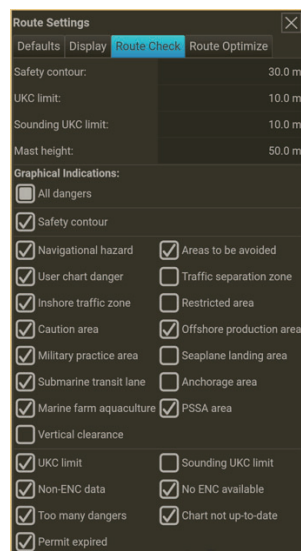 Route Settings
Defaults Display Route Check Route Optimize
Safety contour: 30.0 m
UKC limit: 10.0 m
Sounding UKC limit: 10.0 m
Mast height: 50.0 m
Graphical Indications:
All dangers
Safety contour
Navigational hazard Areas to be avoided
User chart danger Traffic separation zone
Inshore traffic zone Restricted area
Caution area Offshore production area
Military practice area Seaplane landing area
Submarine transit lane Anchorage area
Marine farm aquaculture PSSA area
Vertical clearance
UKC limit Sounding UKC limit
Non-ENC data No ENC available
Too many dangers Chart not up-to-date
Permit expired